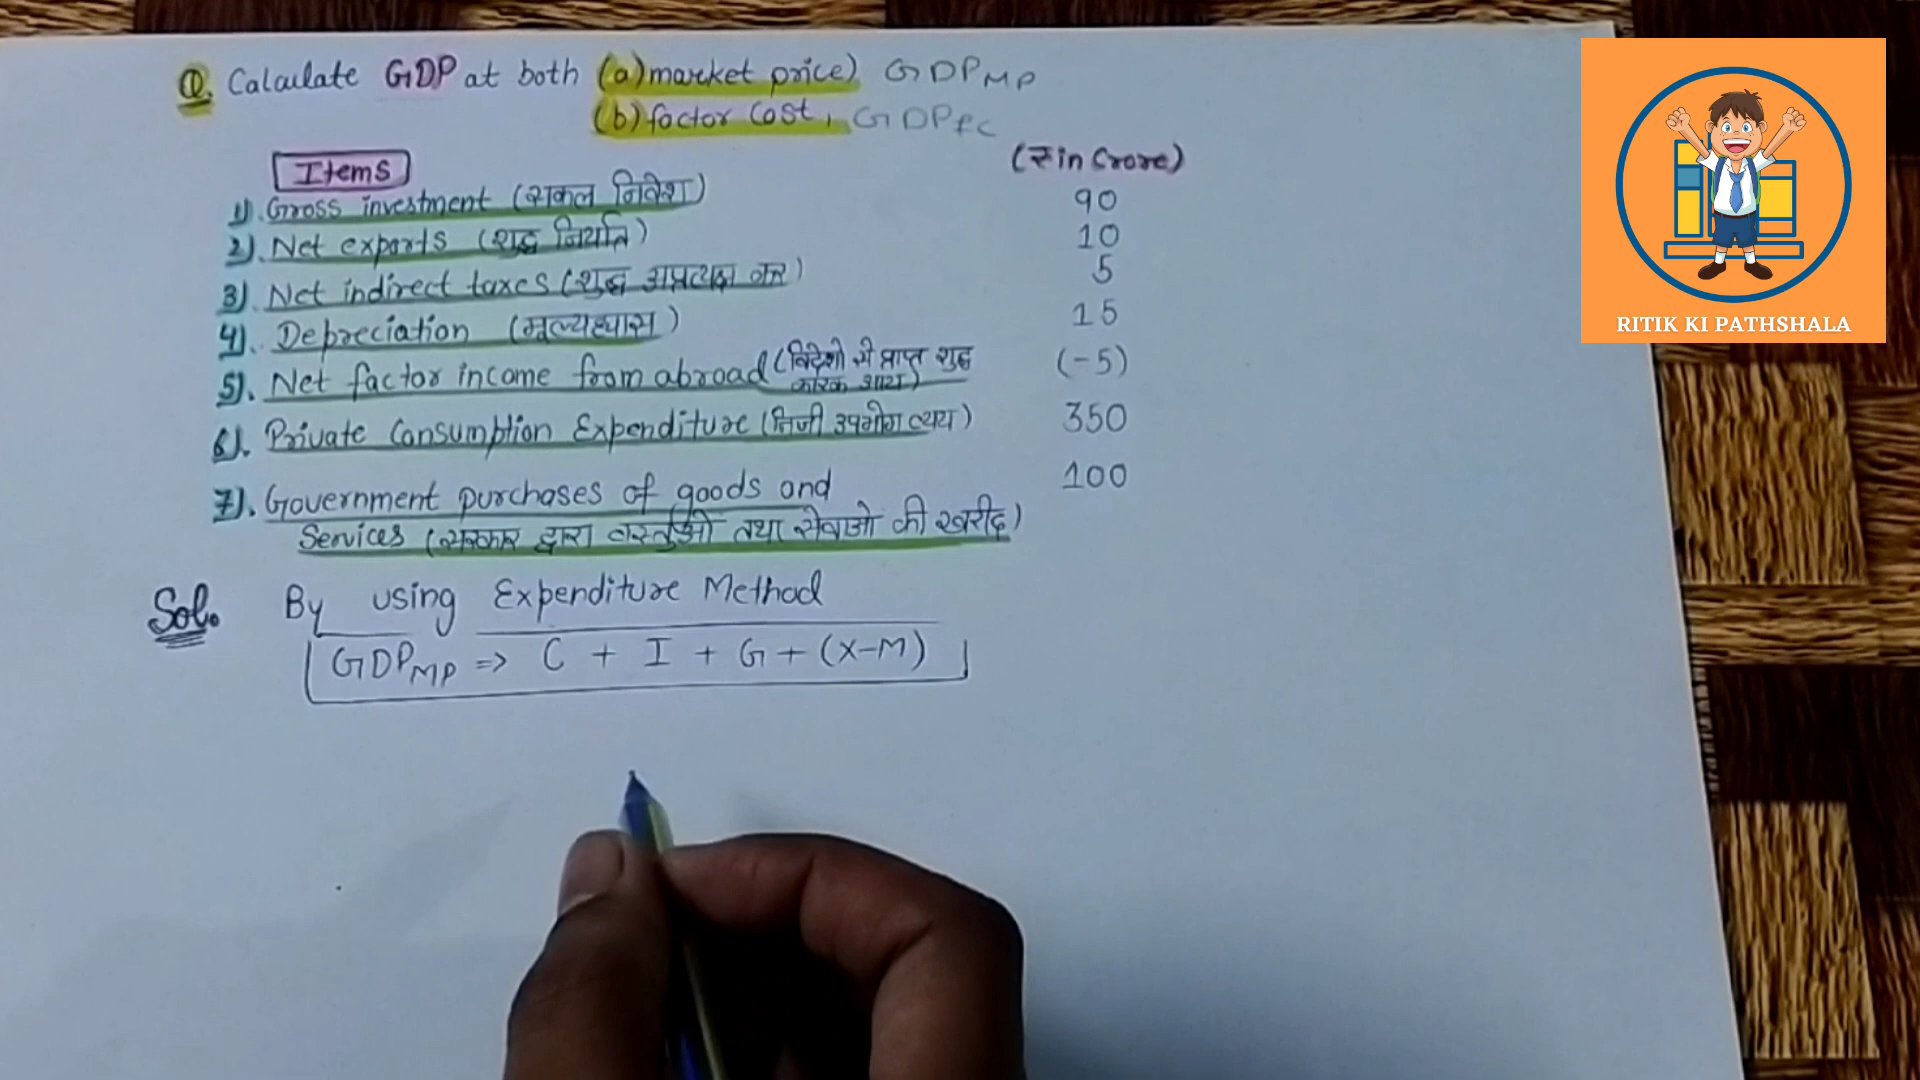 Q. Calculate GDP at both (a) market price) GDPMP
(b) factor Cost, GDPfc
Items (₹ in Crore)
1). Gross investment (सकल निवेश) 90
2). Net exports (शुद्ध निर्यात) 10
3). Net indirect taxes (शुद्ध अप्रत्यक्ष कर) 5
4). Depreciation (मूल्यह्रास) 15
5). Net factor income from abroad (विदेशो से प्राप्त शुद्ध (-5)
कारक आय)
6). Private Consumption Expenditure (निजी उपभोग व्यय) 350
7). Government purchases of goods and 100
Services (सरकार द्वारा वस्तुओ तथा सेवाओ की खरीद)
Sol. By using Expenditure Method
GDPMP => C + I + G + (X-M)
RITIK KI PATHSHALA